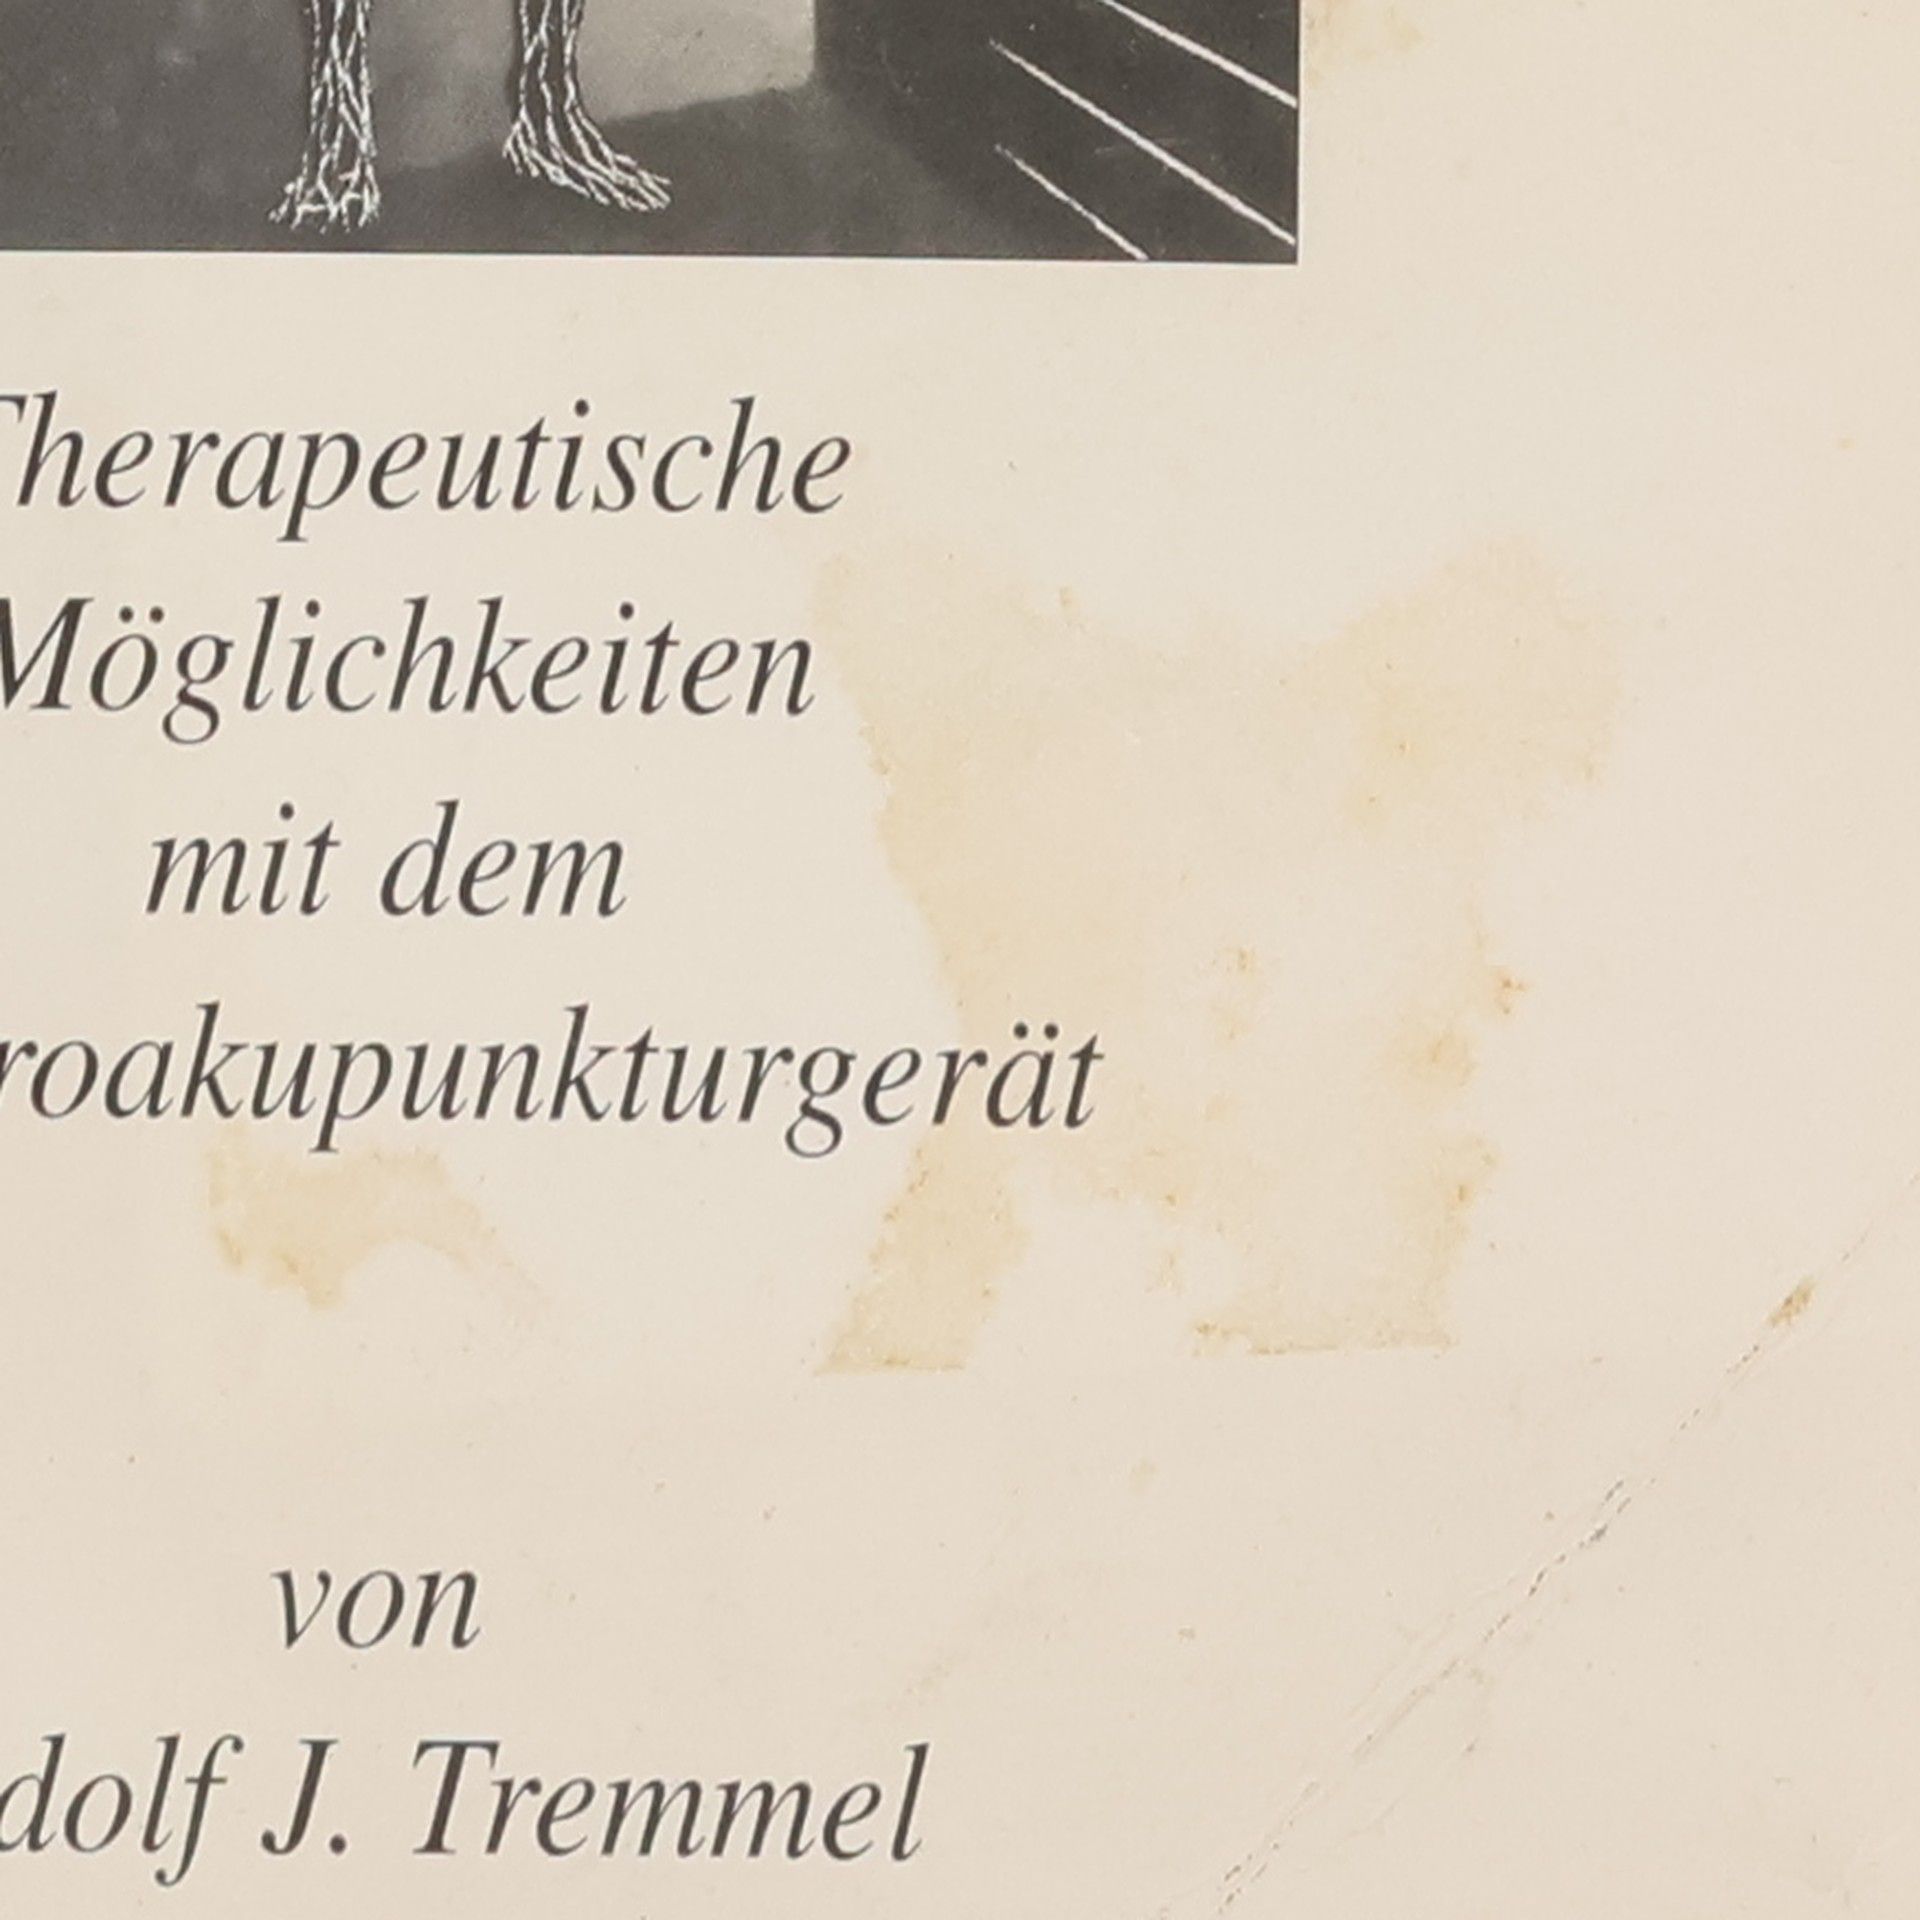 Therapeutische
Möglichkeiten
mit dem
roakupunkturgerät
von
dolf J. Tremmel